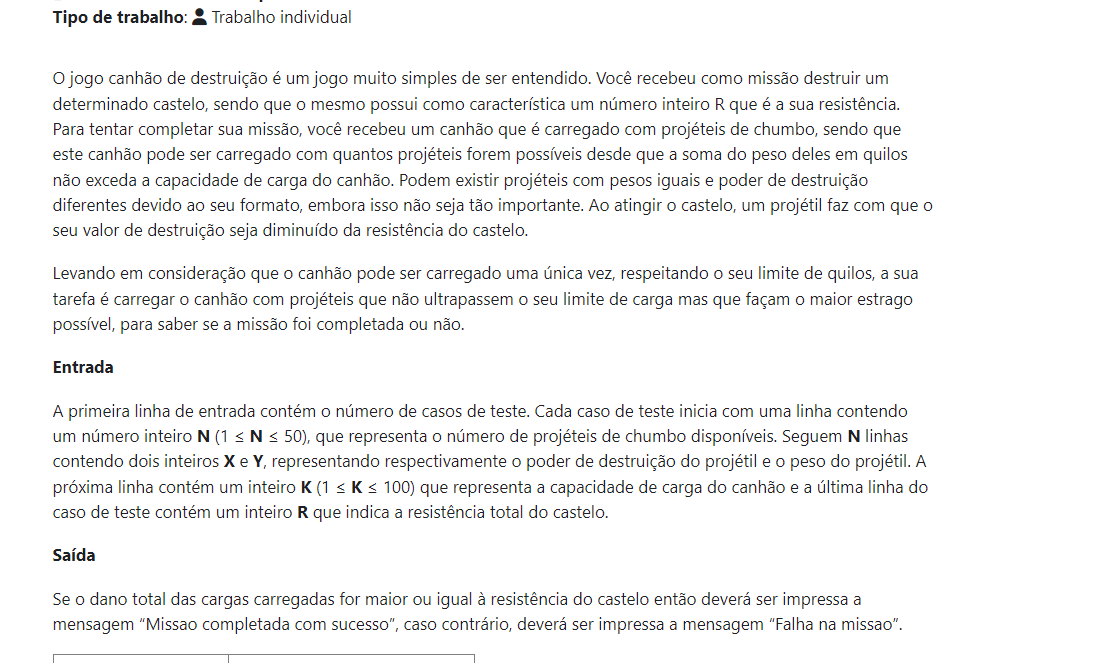 Tipo de trabalho: Trabalho individual
O jogo canhão de destruição é um jogo muito simples de ser entendido. Você recebeu como missão destruir um
determinado castelo, sendo que o mesmo possui como característica um número inteiro R que é a sua resistência.
Para tentar completar sua missão, você recebeu um canhão que é carregado com projéteis de chumbo, sendo que
este canhão pode ser carregado com quantos projéteis forem possíveis desde que a soma do peso deles em quilos
não exceda a capacidade de carga do canhão. Podem existir projéteis com pesos iguais e poder de destruição
diferentes devido ao seu formato, embora isso não seja tão importante. Ao atingir o castelo, um projétil faz com que o
seu valor de destruição seja diminuído da resistência do castelo.
Levando em consideração que o canhão pode ser carregado uma única vez, respeitando o seu limite de quilos, a sua
tarefa é carregar o canhão com projéteis que não ultrapassem o seu limite de carga mas que façam o maior estrago
possível, para saber se a missão foi completada ou não.
Entrada
A primeira linha de entrada contém o número de casos de teste. Cada caso de teste inicia com uma linha contendo
um número inteiro N (1 ≤ N ≤ 50), que representa o número de projéteis de chumbo disponíveis. Seguem N linhas
contendo dois inteiros X e Y, representando respectivamente o poder de destruição do projétil e o peso do projétil. A
próxima linha contém um inteiro K (1 ≤ K ≤ 100) que representa a capacidade de carga do canhão e a última linha do
caso de teste contém um inteiro R que indica a resistência total do castelo.
Saída
Se o dano total das cargas carregadas for maior ou igual à resistência do castelo então deverá ser impressa a
mensagem “Missao completada com sucesso”, caso contrário, deverá ser impressa a mensagem “Falha na missao”.